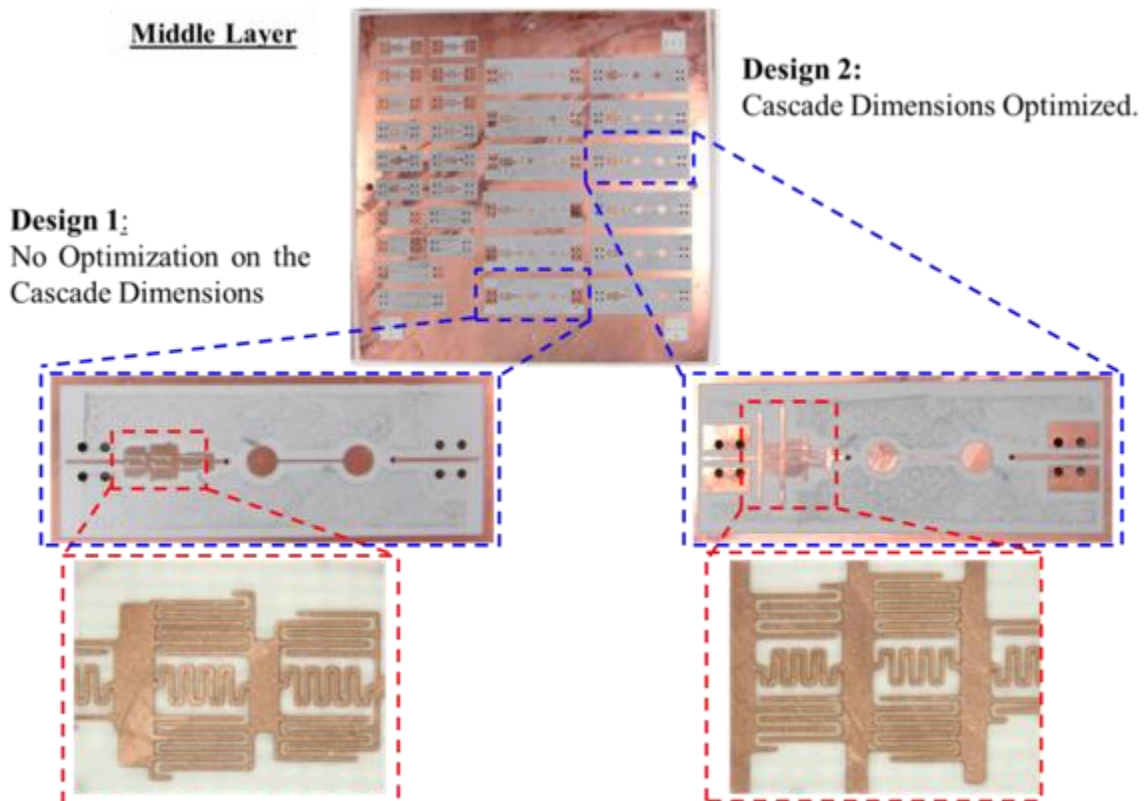 Middle Layer
Design 2:
Cascade Dimensions Optimized.
Design 1:
No Optimization on the
Cascade Dimensions